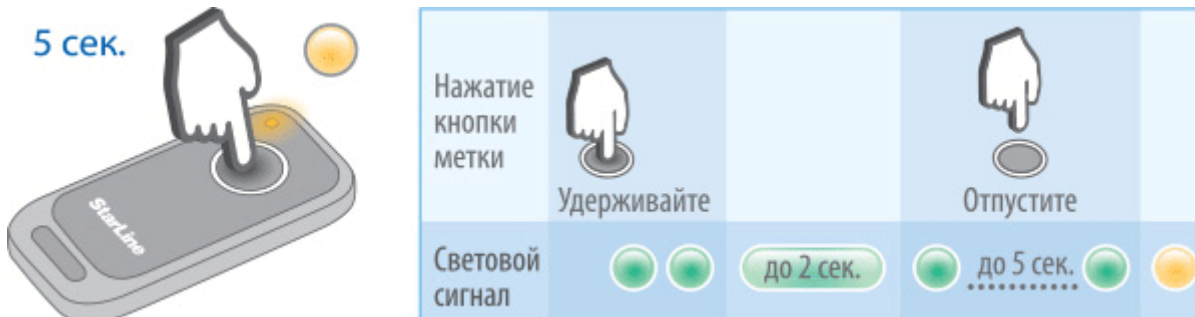 5 сек.
StarLine
Нажатие
кнопки
метки
Удерживайте
Отпустите
Световой
сигнал
до 2 сек.
до 5 сек.